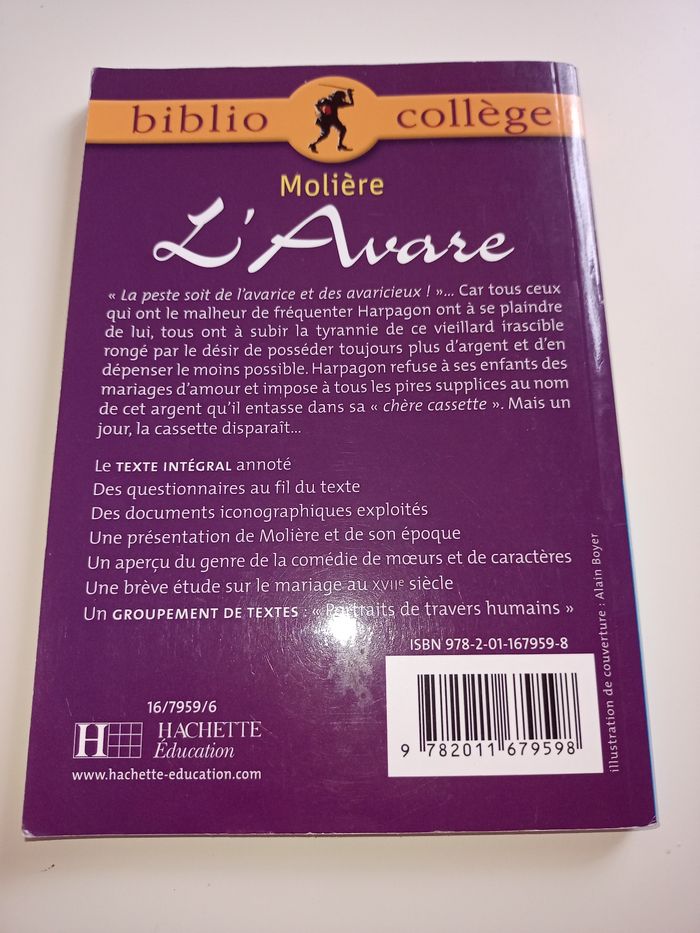 biblio collège
Molière
L'Avare
« La peste soit de l'avarice et des avaricieux ! »... Car tous ceux
qui ont le malheur de fréquenter Harpagon ont à se plaindre
de lui, tous ont à subir la tyrannie de ce vieillard irascible
rongé par le désir de posséder toujours plus d'argent et d'en
dépenser le moins possible. Harpagon refuse à ses enfants des
mariages d'amour et impose à tous les pires supplices au nom
de cet argent qu'il entasse dans sa « chère cassette ». Mais un
jour, la cassette disparaît...
Le TEXTE INTÉGRAL annoté
Des questionnaires au fil du texte
Des documents iconographiques exploités
Une présentation de Molière et de son époque
Un aperçu du genre de la comédie de mœurs et de caractères
Une brève étude sur le mariage au XVIIe siècle
Un GROUPEMENT DE TEXTES : « Portraits de travers humains »
ISBN 978-2-01-167959-8
9 782011 679598
16/7959/6
H HACHETTE
Éducation
www.hachette-education.com
illustration de couverture : Alain Boyer